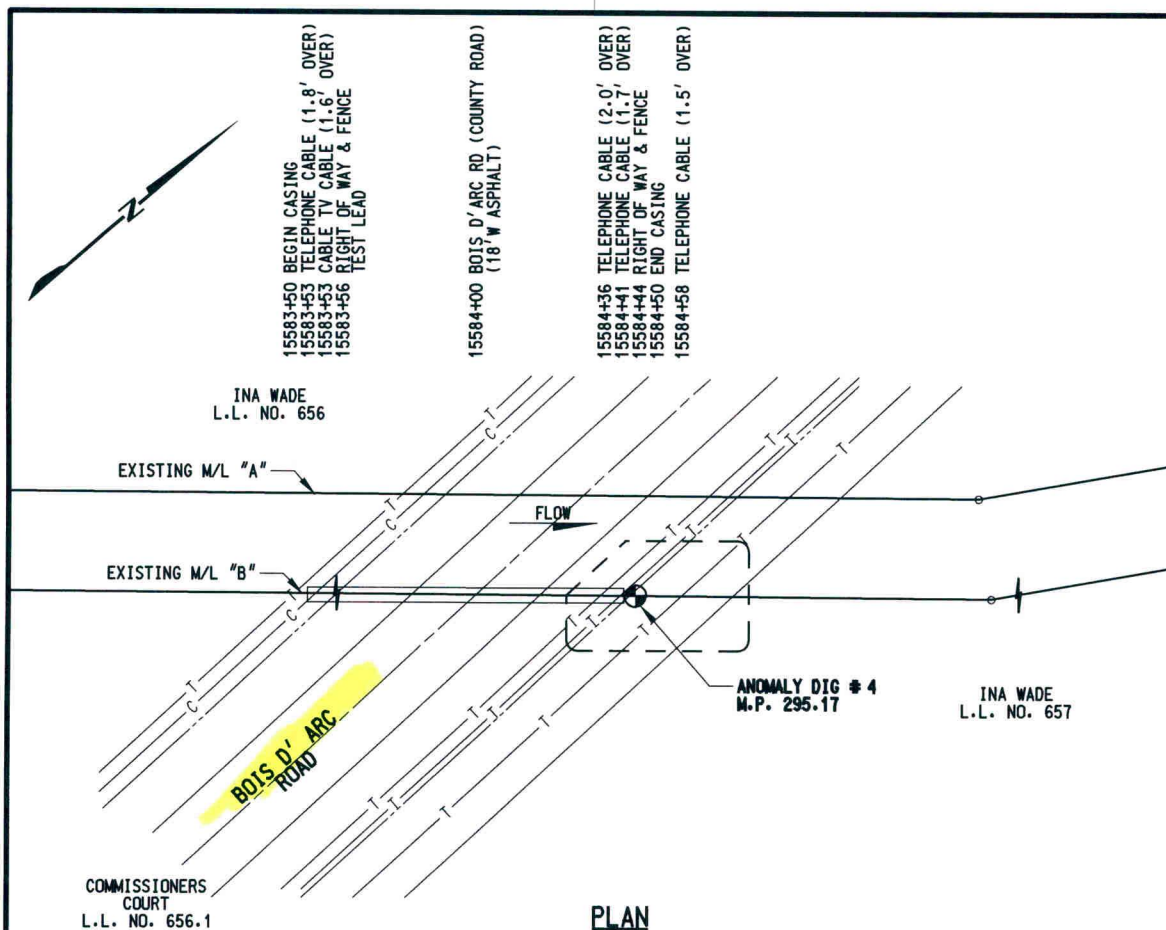 15583+50 BEGIN CASING
15583+53 TELEPHONE CABLE (1.8' OVER)
15583+53 CABLE TV CABLE (1.6' OVER)
15583+56 RIGHT OF WAY & FENCE
TEST LEAD
15584+00 BOIS D'ARC RD (COUNTY ROAD)
(18'W ASPHALT)
15584+36 TELEPHONE CABLE (2.0' OVER)
15584+41 TELEPHONE CABLE (1.7' OVER)
15584+44 RIGHT OF WAY & FENCE
15584+50 END CASING
15584+58 TELEPHONE CABLE (1.5' OVER)
N
INA WADE
L.L. NO. 656
EXISTING M/L "A"
FLOW
EXISTING M/L "B"
T
C
T
C
T
T
T
T
T
T
T
C
T
C
T
T
T
T
C
T
T
T
ANOMALY DIG # 4
M.P. 295.17
INA WADE
L.L. NO. 657
BOIS D' ARC
ROAD
T
T
T
COMMISSIONERS
COURT
L.L. NO. 656.1
PLAN